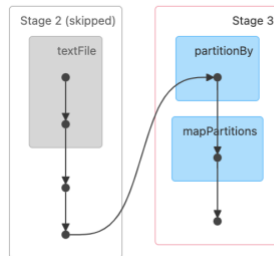 Stage 2 (skipped)
textFile
Stage 3
partitionBy
mapPartitions